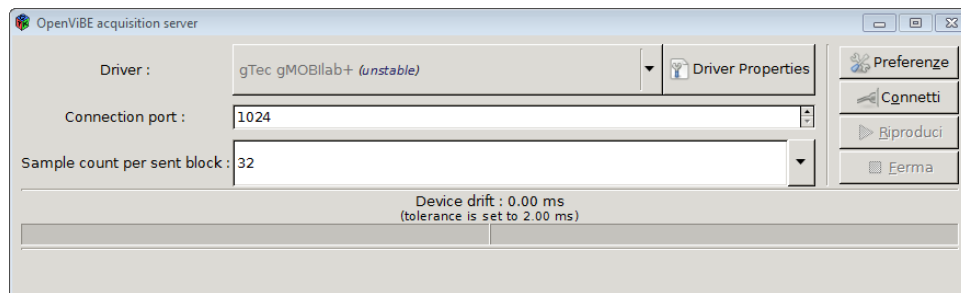 OpenViBE acquisition server
Driver :
gTec gMOBIlab+ (unstable)
Driver Properties
Preferenze
Connection port :
1024
Connetti
Sample count per sent block :
32
Riproduci
Ferma
Device drift : 0.00 ms
(tolerance is set to 2.00 ms)